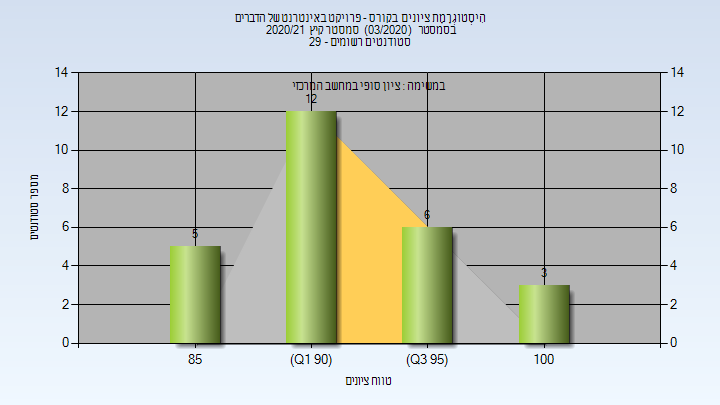 היסטוגרמת ציונים בקורס - פרויקט באינטרנט של הדברים
בסמסטר (03/2020) סמסטר קיץ 2020/21
סטודנטים רשומים - 29
במשימה : ציון סופי במחשב המרכזי
14
12
10
8
6
4
2
0
14
12
10
8
6
4
2
0
5
12
6
3
85
(Q1 90)
(Q3 95)
100
מספר סטודנטים
טווח ציונים